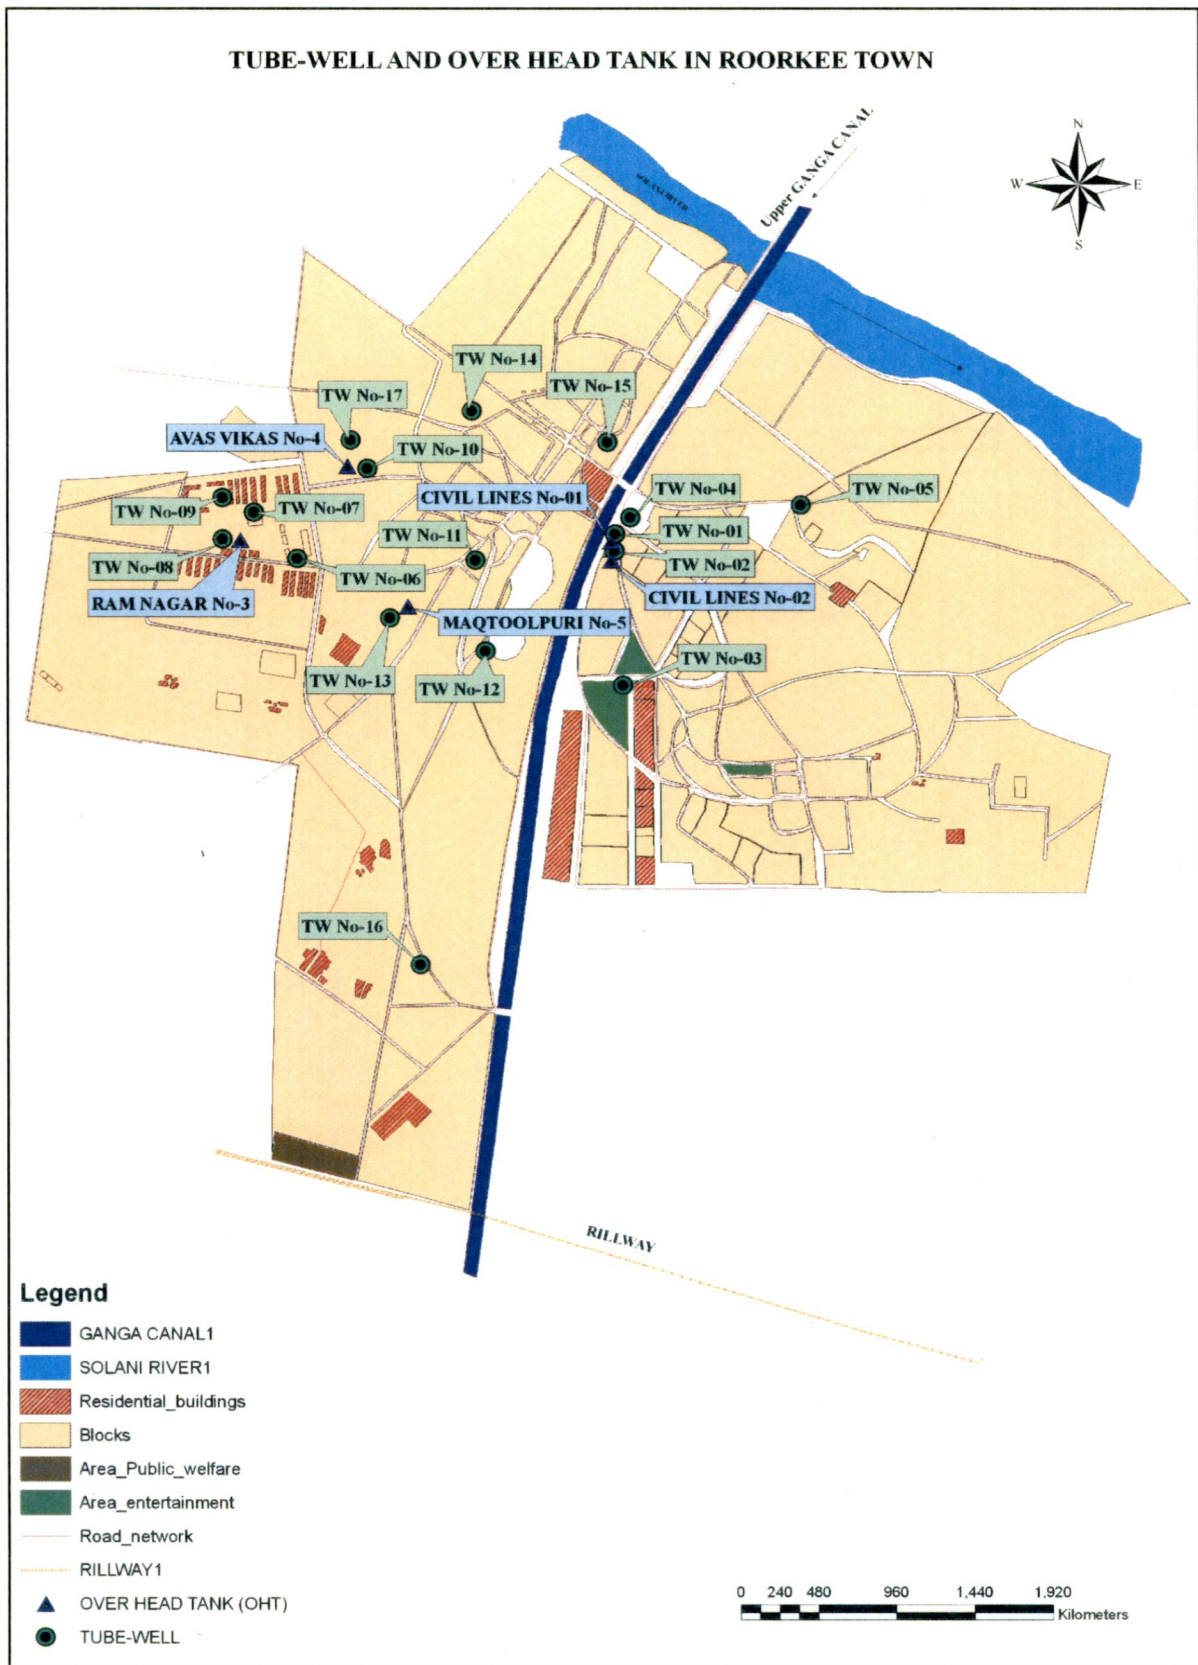 TUBE-WELL AND OVER HEAD TANK IN ROORKEE TOWN
Upper GANGA CANAL
N
W
E
S
SOLANI RIVER
TW No-14
TW No-17
TW No-15
AVAS VIKAS No-4
TW No-10
CIVIL LINES No-01
TW No-04
TW No-05
TW No-09
TW No-07
TW No-11
TW No-01
TW No-08
TW No-06
TW No-02
RAM NAGAR No-3
MAQTOOLPURI No-5
CIVIL LINES No-02
TW No-13
TW No-12
TW No-03
TW No-16
RILLWAY
Legend
GANGA CANAL1
SOLANI RIVER1
Residential_buildings
Blocks
Area_Public_welfare
Area_entertainment
Road_network
RILLWAY1
OVER HEAD TANK (OHT)
TUBE-WELL
0 240 480 960 1,440 1,920
Kilometers